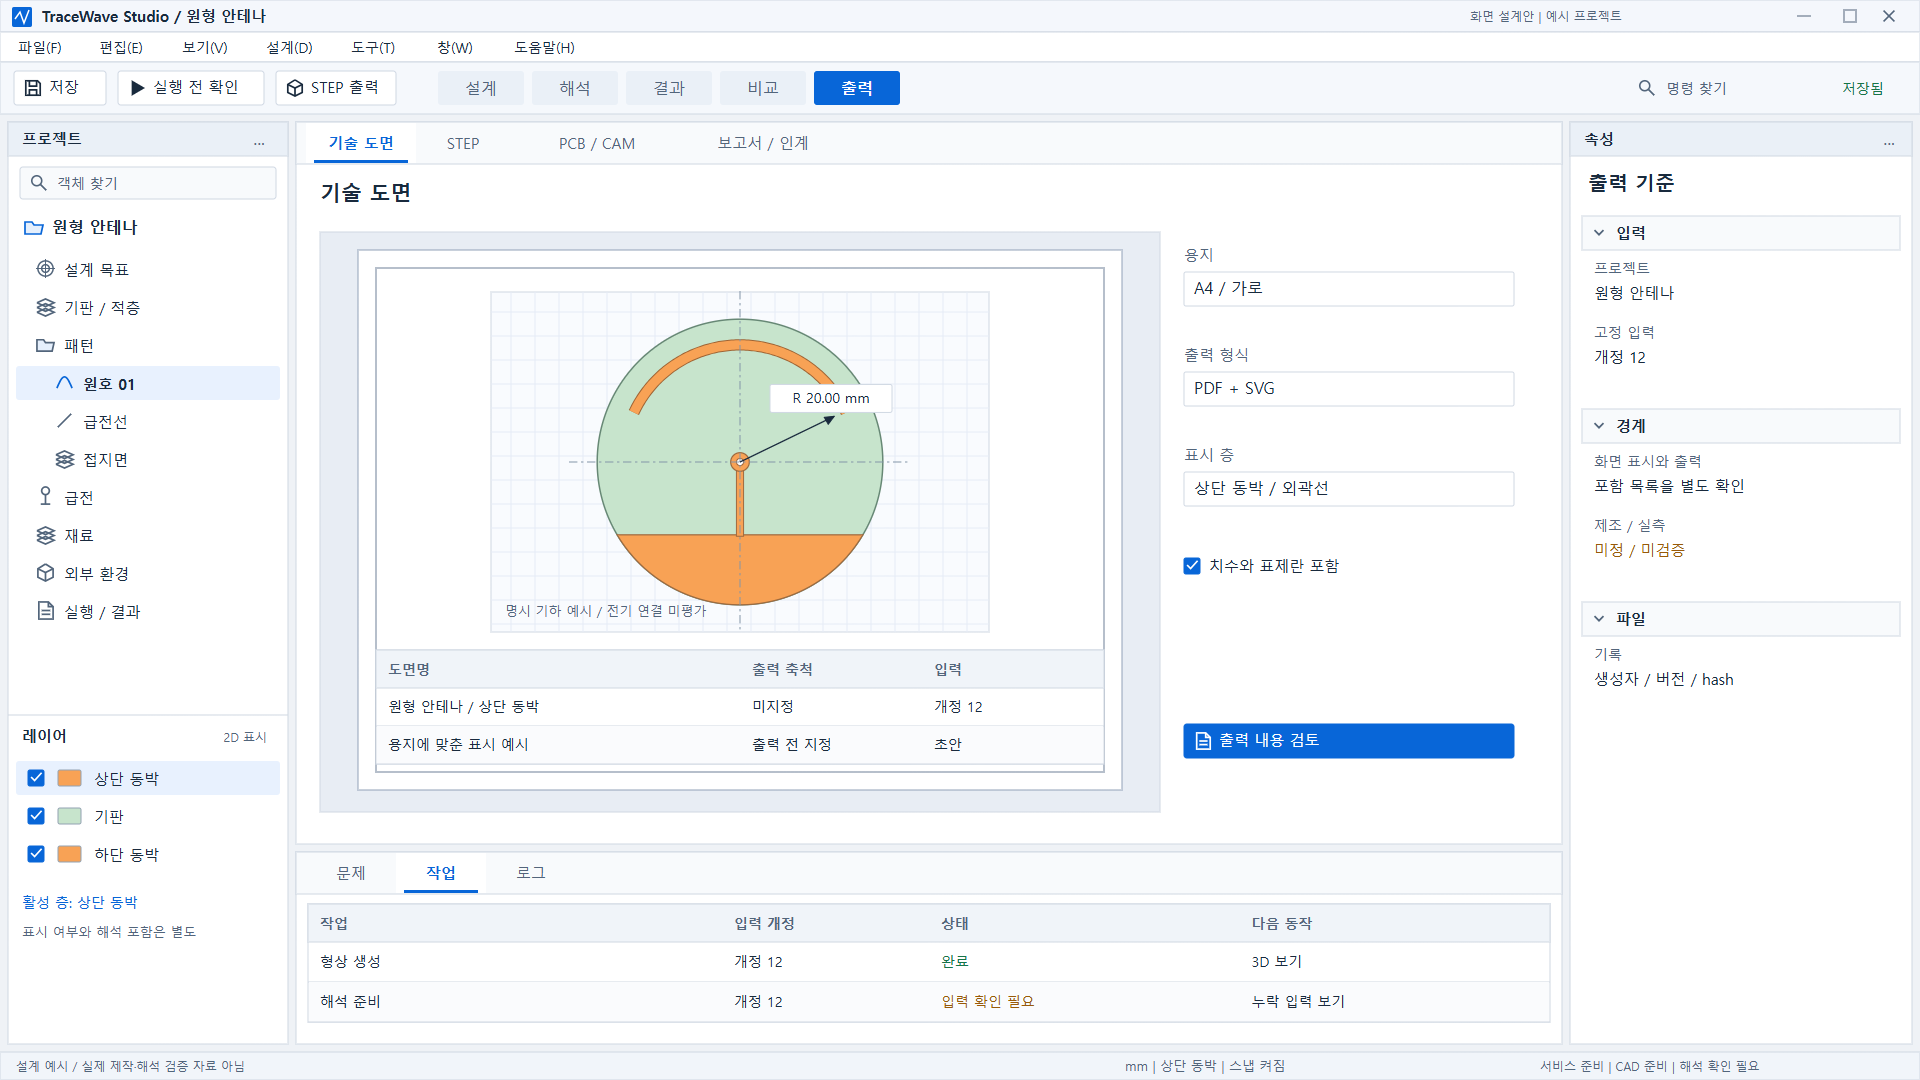 TraceWave Studio / 원형 안테나
화면 설계안 | 예시 프로젝트
파일(F) 편집(E) 보기(V) 설계(D) 도구(T) 창(W) 도움말(H)
저장 실행 전 확인 STEP 출력 설계 해석 결과 비교 출력 명령 찾기 저장됨
프로젝트 ...
객체 찾기
원형 안테나
설계 목표
기판 / 적층
패턴
원호 01
급전선
접지면
급전
재료
외부 환경
실행 / 결과
레이어 2D 표시
상단 동박
기판
하단 동박
활성 층: 상단 동박
표시 여부와 해석 포함은 별도
기술 도면 STEP PCB / CAM 보고서 / 인계
기술 도면
R 20.00 mm
명시 기하 예시 / 전기 연결 미평가
도면명 출력 축척 입력
원형 안테나 / 상단 동박 미지정 개정 12
용지에 맞춘 표시 예시 출력 전 지정 초안
용지
A4 / 가로
출력 형식
PDF + SVG
표시 층
상단 동박 / 외곽선
치수와 표제란 포함
출력 내용 검토
문제 작업 로그
작업 입력 개정 상태 다음 동작
형상 생성 개정 12 완료 3D 보기
해석 준비 개정 12 입력 확인 필요 누락 입력 보기
속성 ...
출력 기준
입력
프로젝트
원형 안테나
고정 입력
개정 12
경계
화면 표시와 출력
포함 목록을 별도 확인
제조 / 실측
미정 / 미검증
파일
기록
생성자 / 버전 / hash
설계 예시 / 실제 제작·해석 검증 자료 아님
mm | 상단 동박 | 스냅 켜짐
서비스 준비 | CAD 준비 | 해석 확인 필요